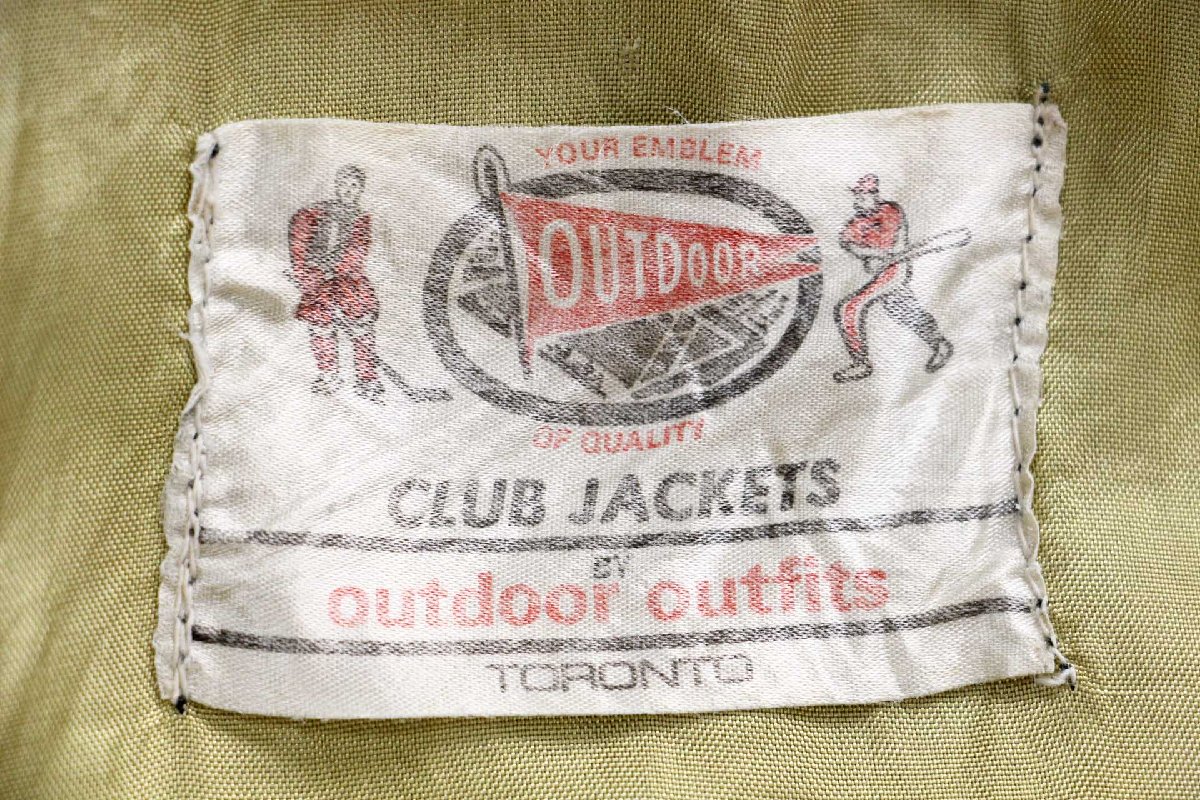 YOUR EMBLEM
OUTDOOR
OF QUALITY
CLUB JACKETS
BY
outdoor outfits
TORONTO